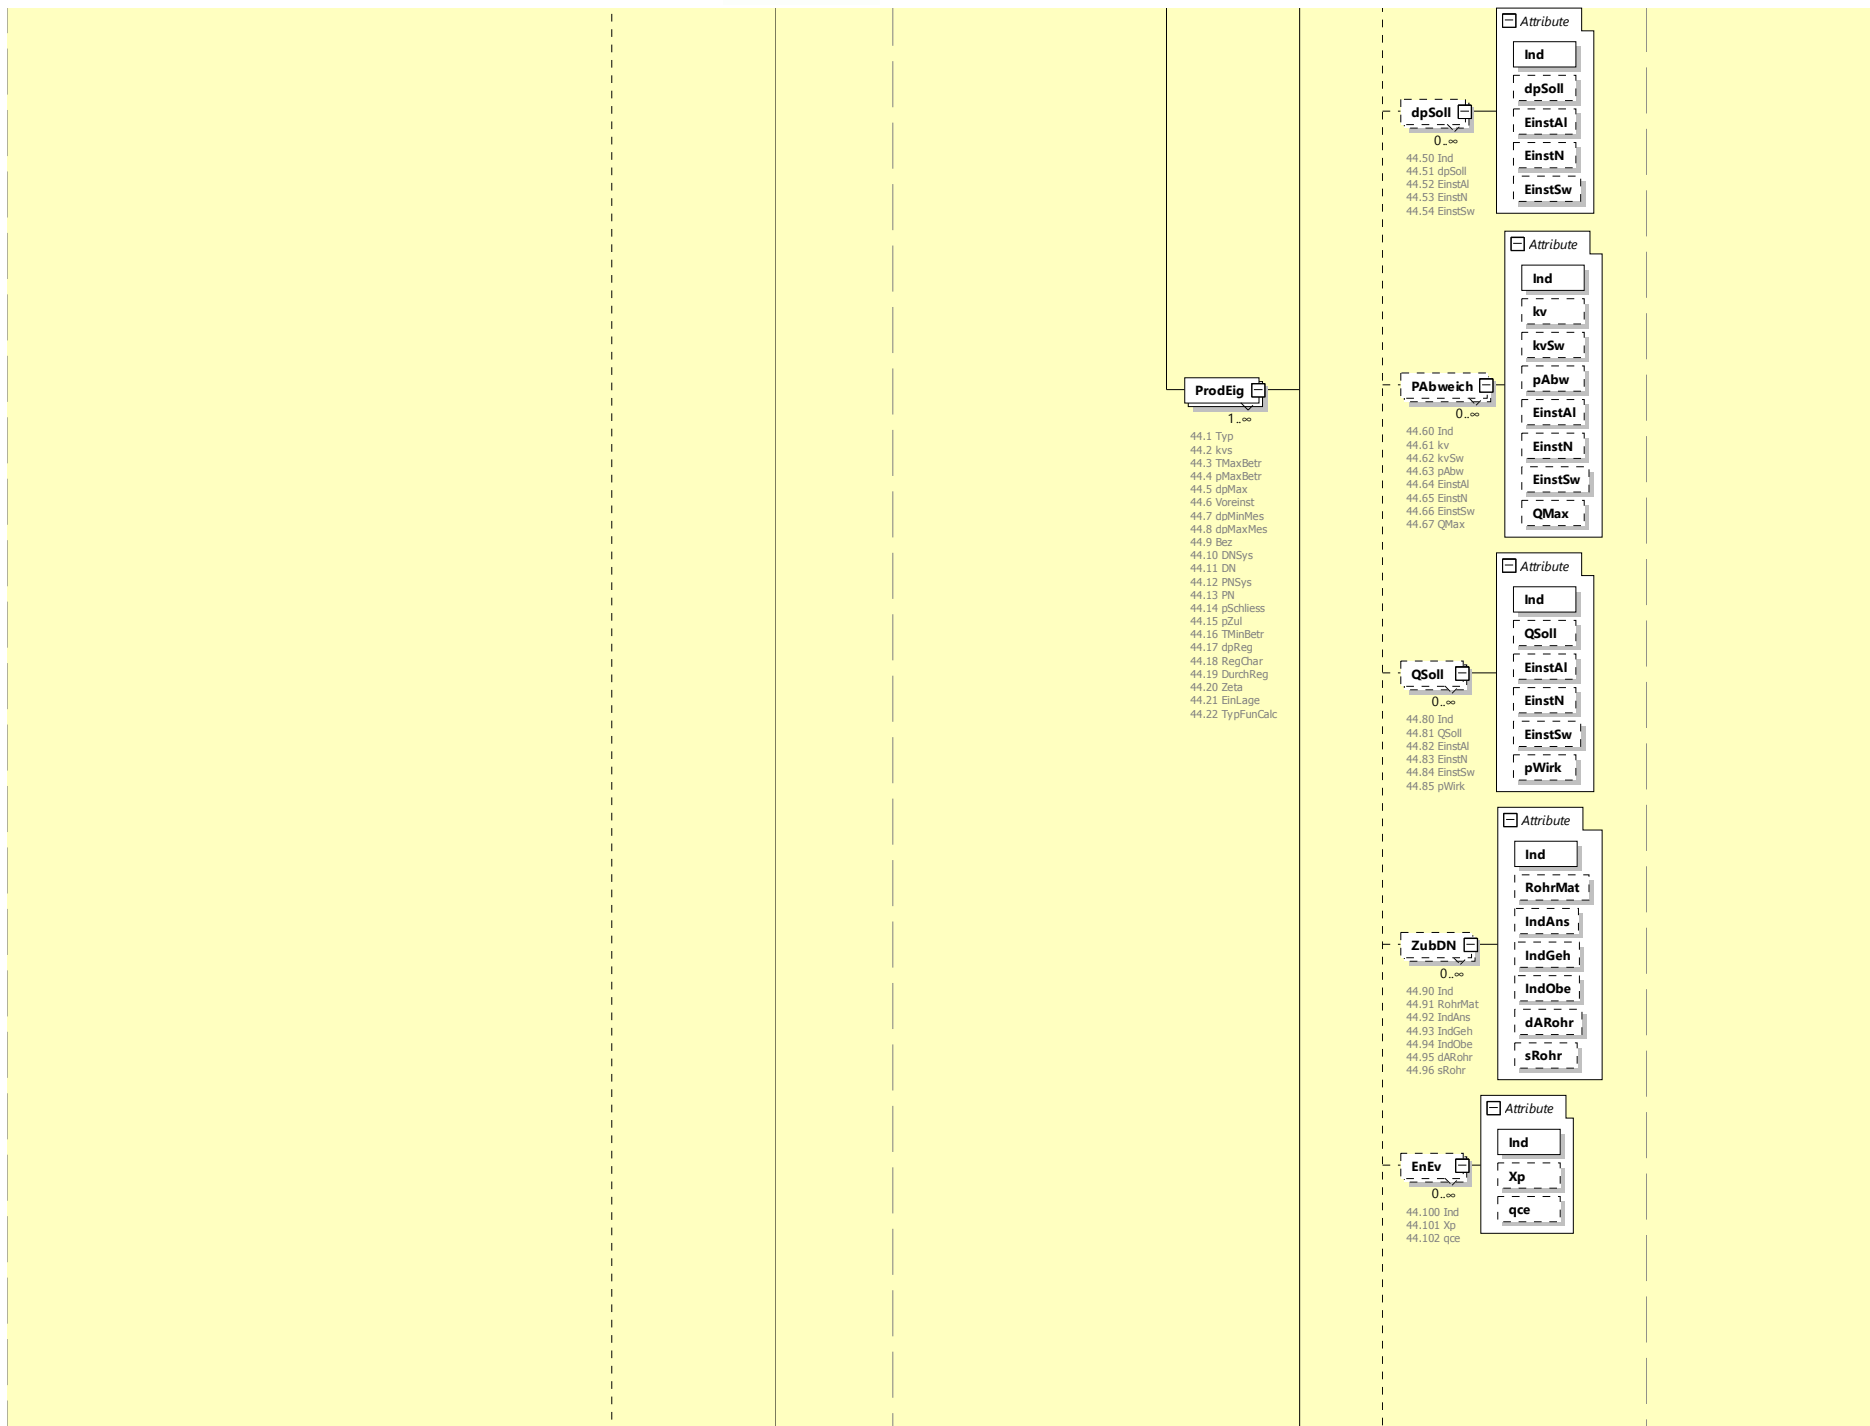 ProdEig
1..∞
44.1 Typ
44.2 kvs
44.3 TMaxBetr
44.4 pMaxBetr
44.5 dpMax
44.6 Voreinst
44.7 dpMinMes
44.8 dpMaxMes
44.9 Bez
44.10 DNSys
44.11 DN
44.12 PNSys
44.13 PN
44.14 pSchliess
44.15 pZul
44.16 TMinBetr
44.17 dpReg
44.18 RegChar
44.19 DurchReg
44.20 Zeta
44.21 EinLage
44.22 TypFunCalc
dpSoll
0..∞
44.50 Ind
44.51 dpSoll
44.52 EinstAl
44.53 EinstN
44.54 EinstSw
Attribute
Ind
dpSoll
EinstAl
EinstN
EinstSw
PAbweich
0..∞
44.60 Ind
44.61 kv
44.62 kvSw
44.63 pAbw
44.64 EinstAl
44.65 EinstN
44.66 EinstSw
44.67 QMax
Attribute
Ind
kv
kvSw
pAbw
EinstAl
EinstN
EinstSw
QMax
QSoll
0..∞
44.80 Ind
44.81 QSoll
44.82 EinstAl
44.83 EinstN
44.84 EinstSw
44.85 pWirk
Attribute
Ind
QSoll
EinstAl
EinstN
EinstSw
pWirk
ZubDN
0..∞
44.90 Ind
44.91 RohrMat
44.92 IndAns
44.93 IndGeh
44.94 IndObe
44.95 dARohr
44.96 sRohr
Attribute
Ind
RohrMat
IndAns
IndGeh
IndObe
dARohr
sRohr
EnEv
0..∞
44.100 Ind
44.101 Xp
44.102 qce
Attribute
Ind
Xp
qce